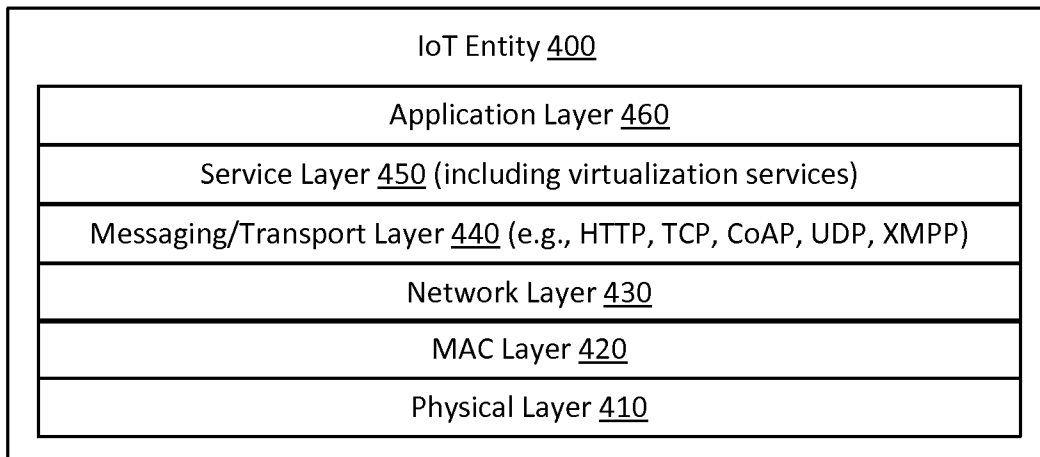 IoT Entity 400
Application Layer 460
Service Layer 450 (including virtualization services)
Messaging/Transport Layer 440 (e.g., HTTP, TCP, CoAP, UDP, XMPP)
Network Layer 430
MAC Layer 420
Physical Layer 410